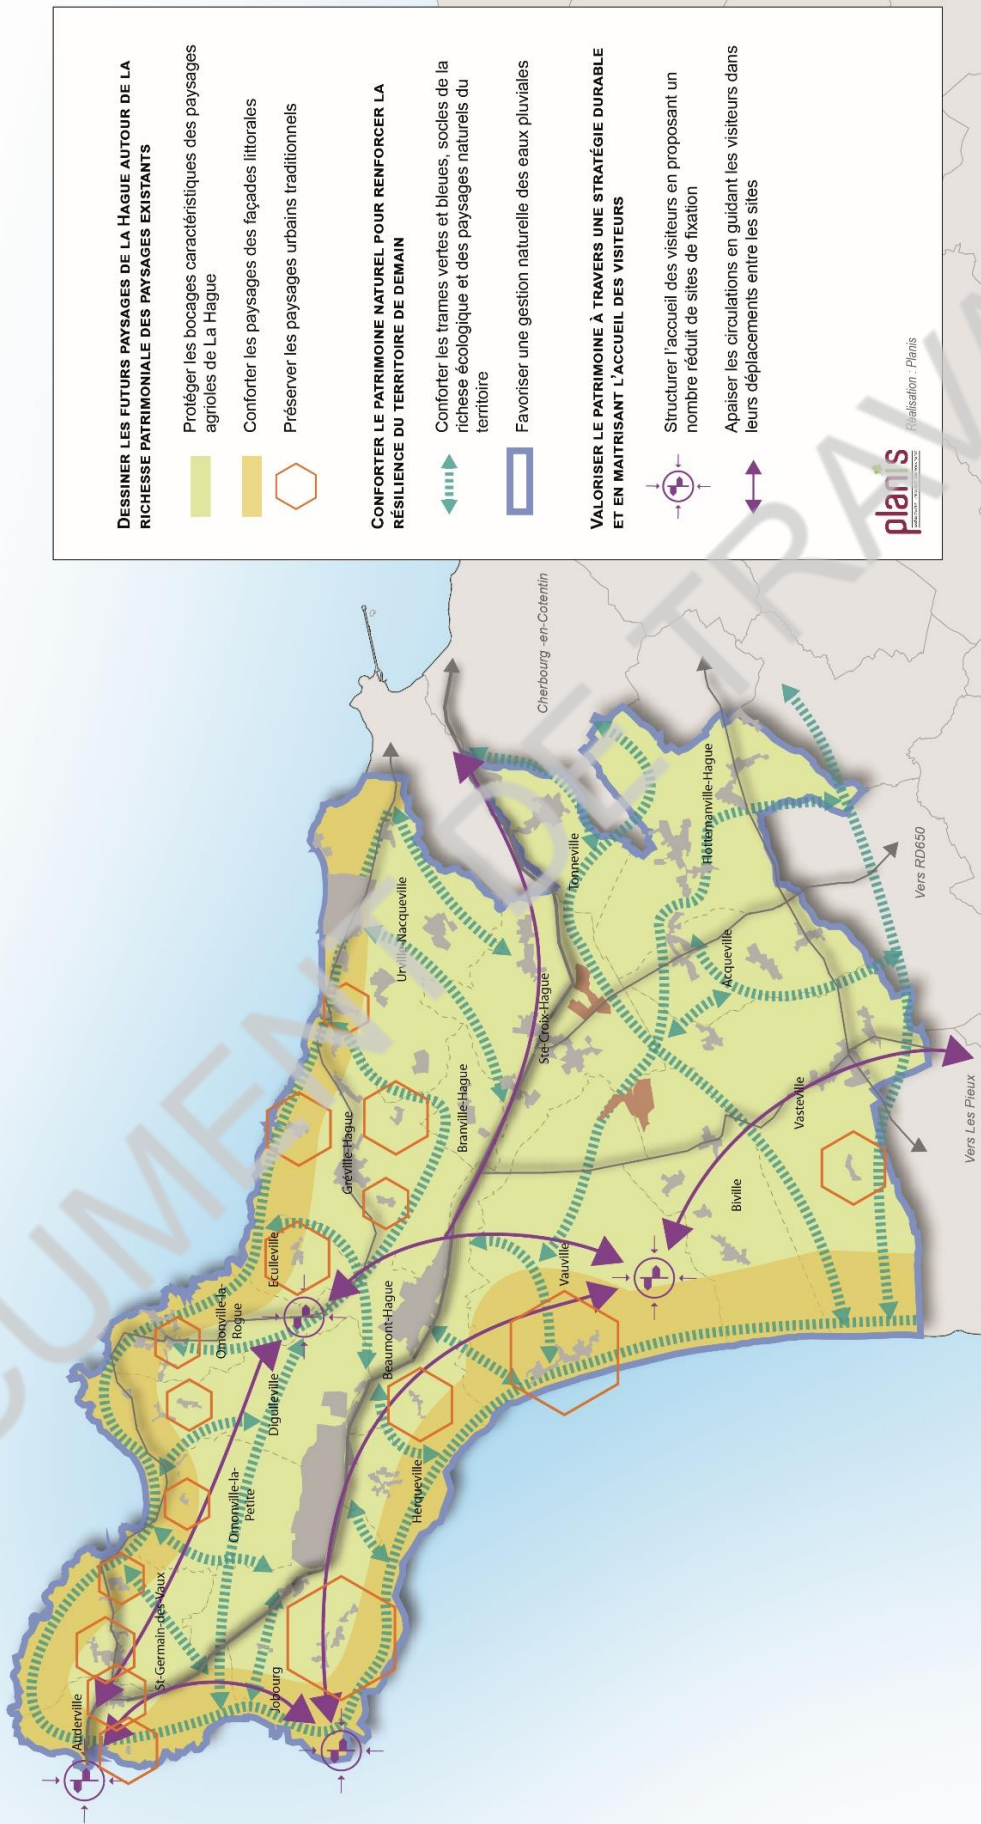 DESSINER LES FUTURS PAYSAGES DE LA HAGUE AUTOUR DE LA
RICHESSE PATRIMONIALE DES PAYSAGES EXISTANTS
Protéger les bocages caractéristiques des paysages
agrioles de La Hague
Conforter les paysages des façades littorales
Préserver les paysages urbains traditionnels
CONFORTER LE PATRIMOINE NATUREL POUR RENFORCER LA
RÉSILIENCE DU TERRITOIRE DE DEMAIN
Conforter les trames vertes et bleues, socles de la
richese écologique et des paysages naturels du
territoire
Favoriser une gestion naturelle des eaux pluviales
VALORISER LE PATRIMOINE À TRAVERS UNE STRATÉGIE DURABLE
ET EN MAITRISANT L'ACCUEIL DES VISITEURS
Structurer l'accueil des visiteurs en proposant un
nombre réduit de sites de fixation
Apaiser les circulations en guidant les visiteurs dans
leurs déplacements entre les sites
planis
Réalisation : Planis
Auderville
St-Germain-des-Vaux
Jobourg
Omonville-la-
Petite
Omonville-la-
Rogue
Digulleville
Herqueville
Beaumont-Hague
Eculleville
Gréville-Hague
Vauville
Branville-Hague
Urville-Nacqueville
Biville
Ste-Croix-Hague
Vasteville
Acqueville
Tonneville
Flottemanville-Hague
Cherbourg -en-Cotentin
Vers RD650
Vers Les Pieux
CUMENT DE TRAVA